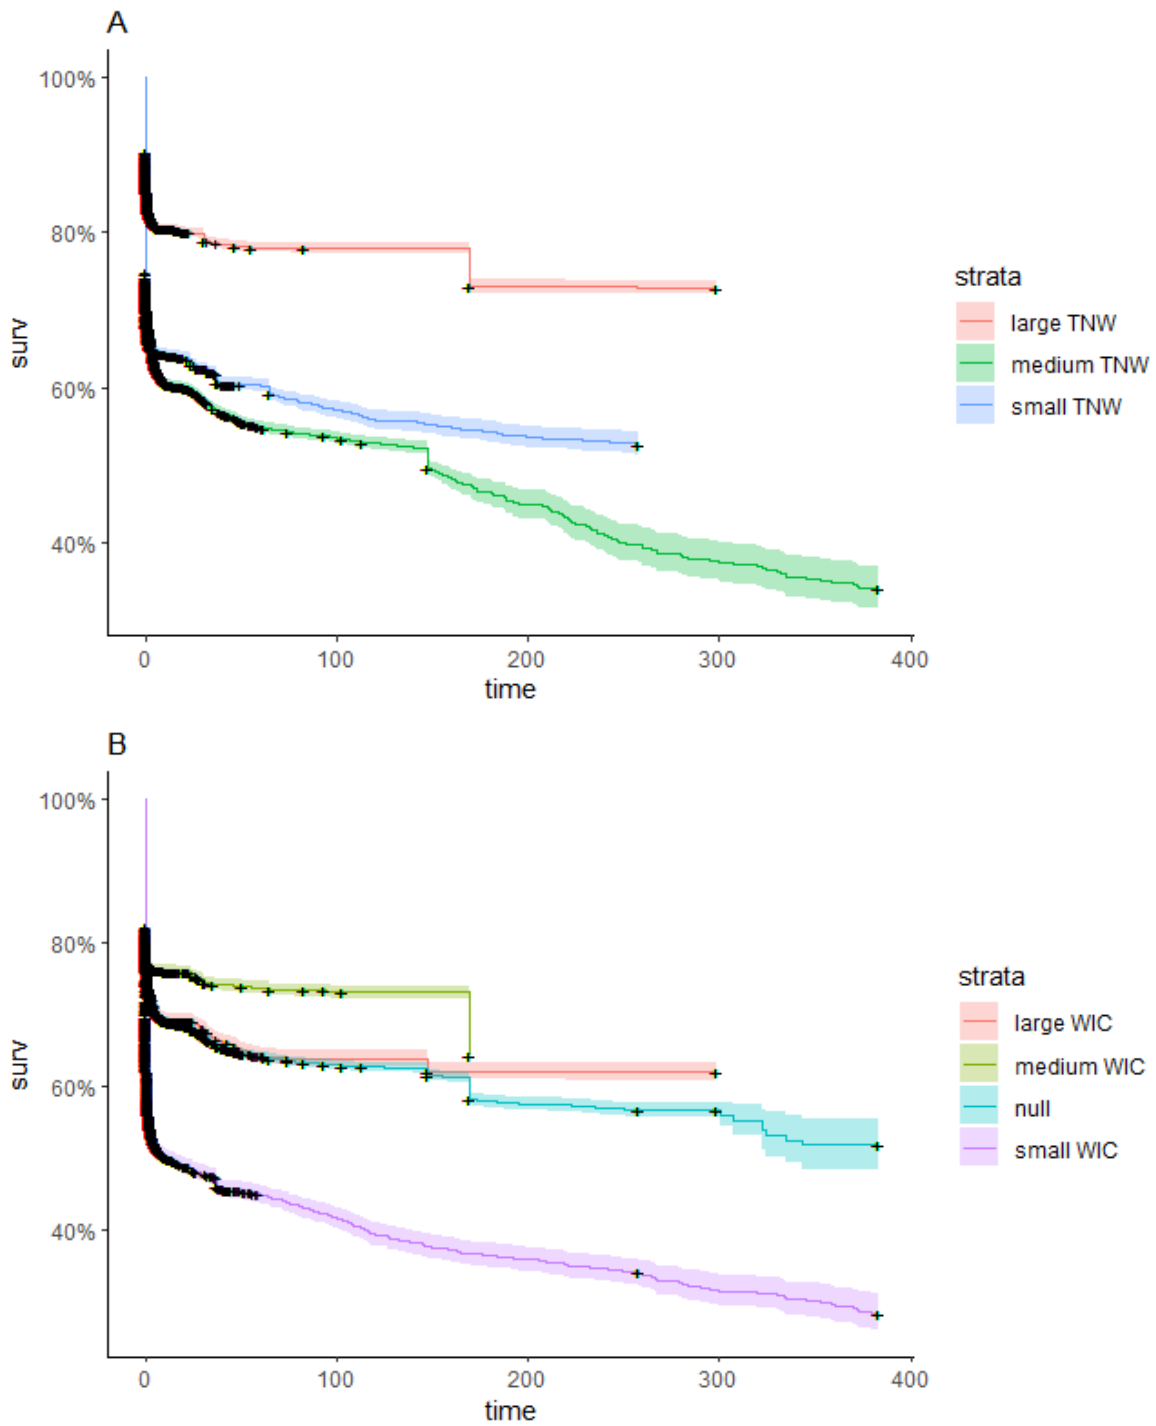 A
100%
80%
60%
40%
surv
0 100 200 300 400
time
strata
large TNW
medium TNW
small TNW
B
100%
80%
60%
40%
surv
0 100 200 300 400
time
strata
large WIC
medium WIC
null
small WIC